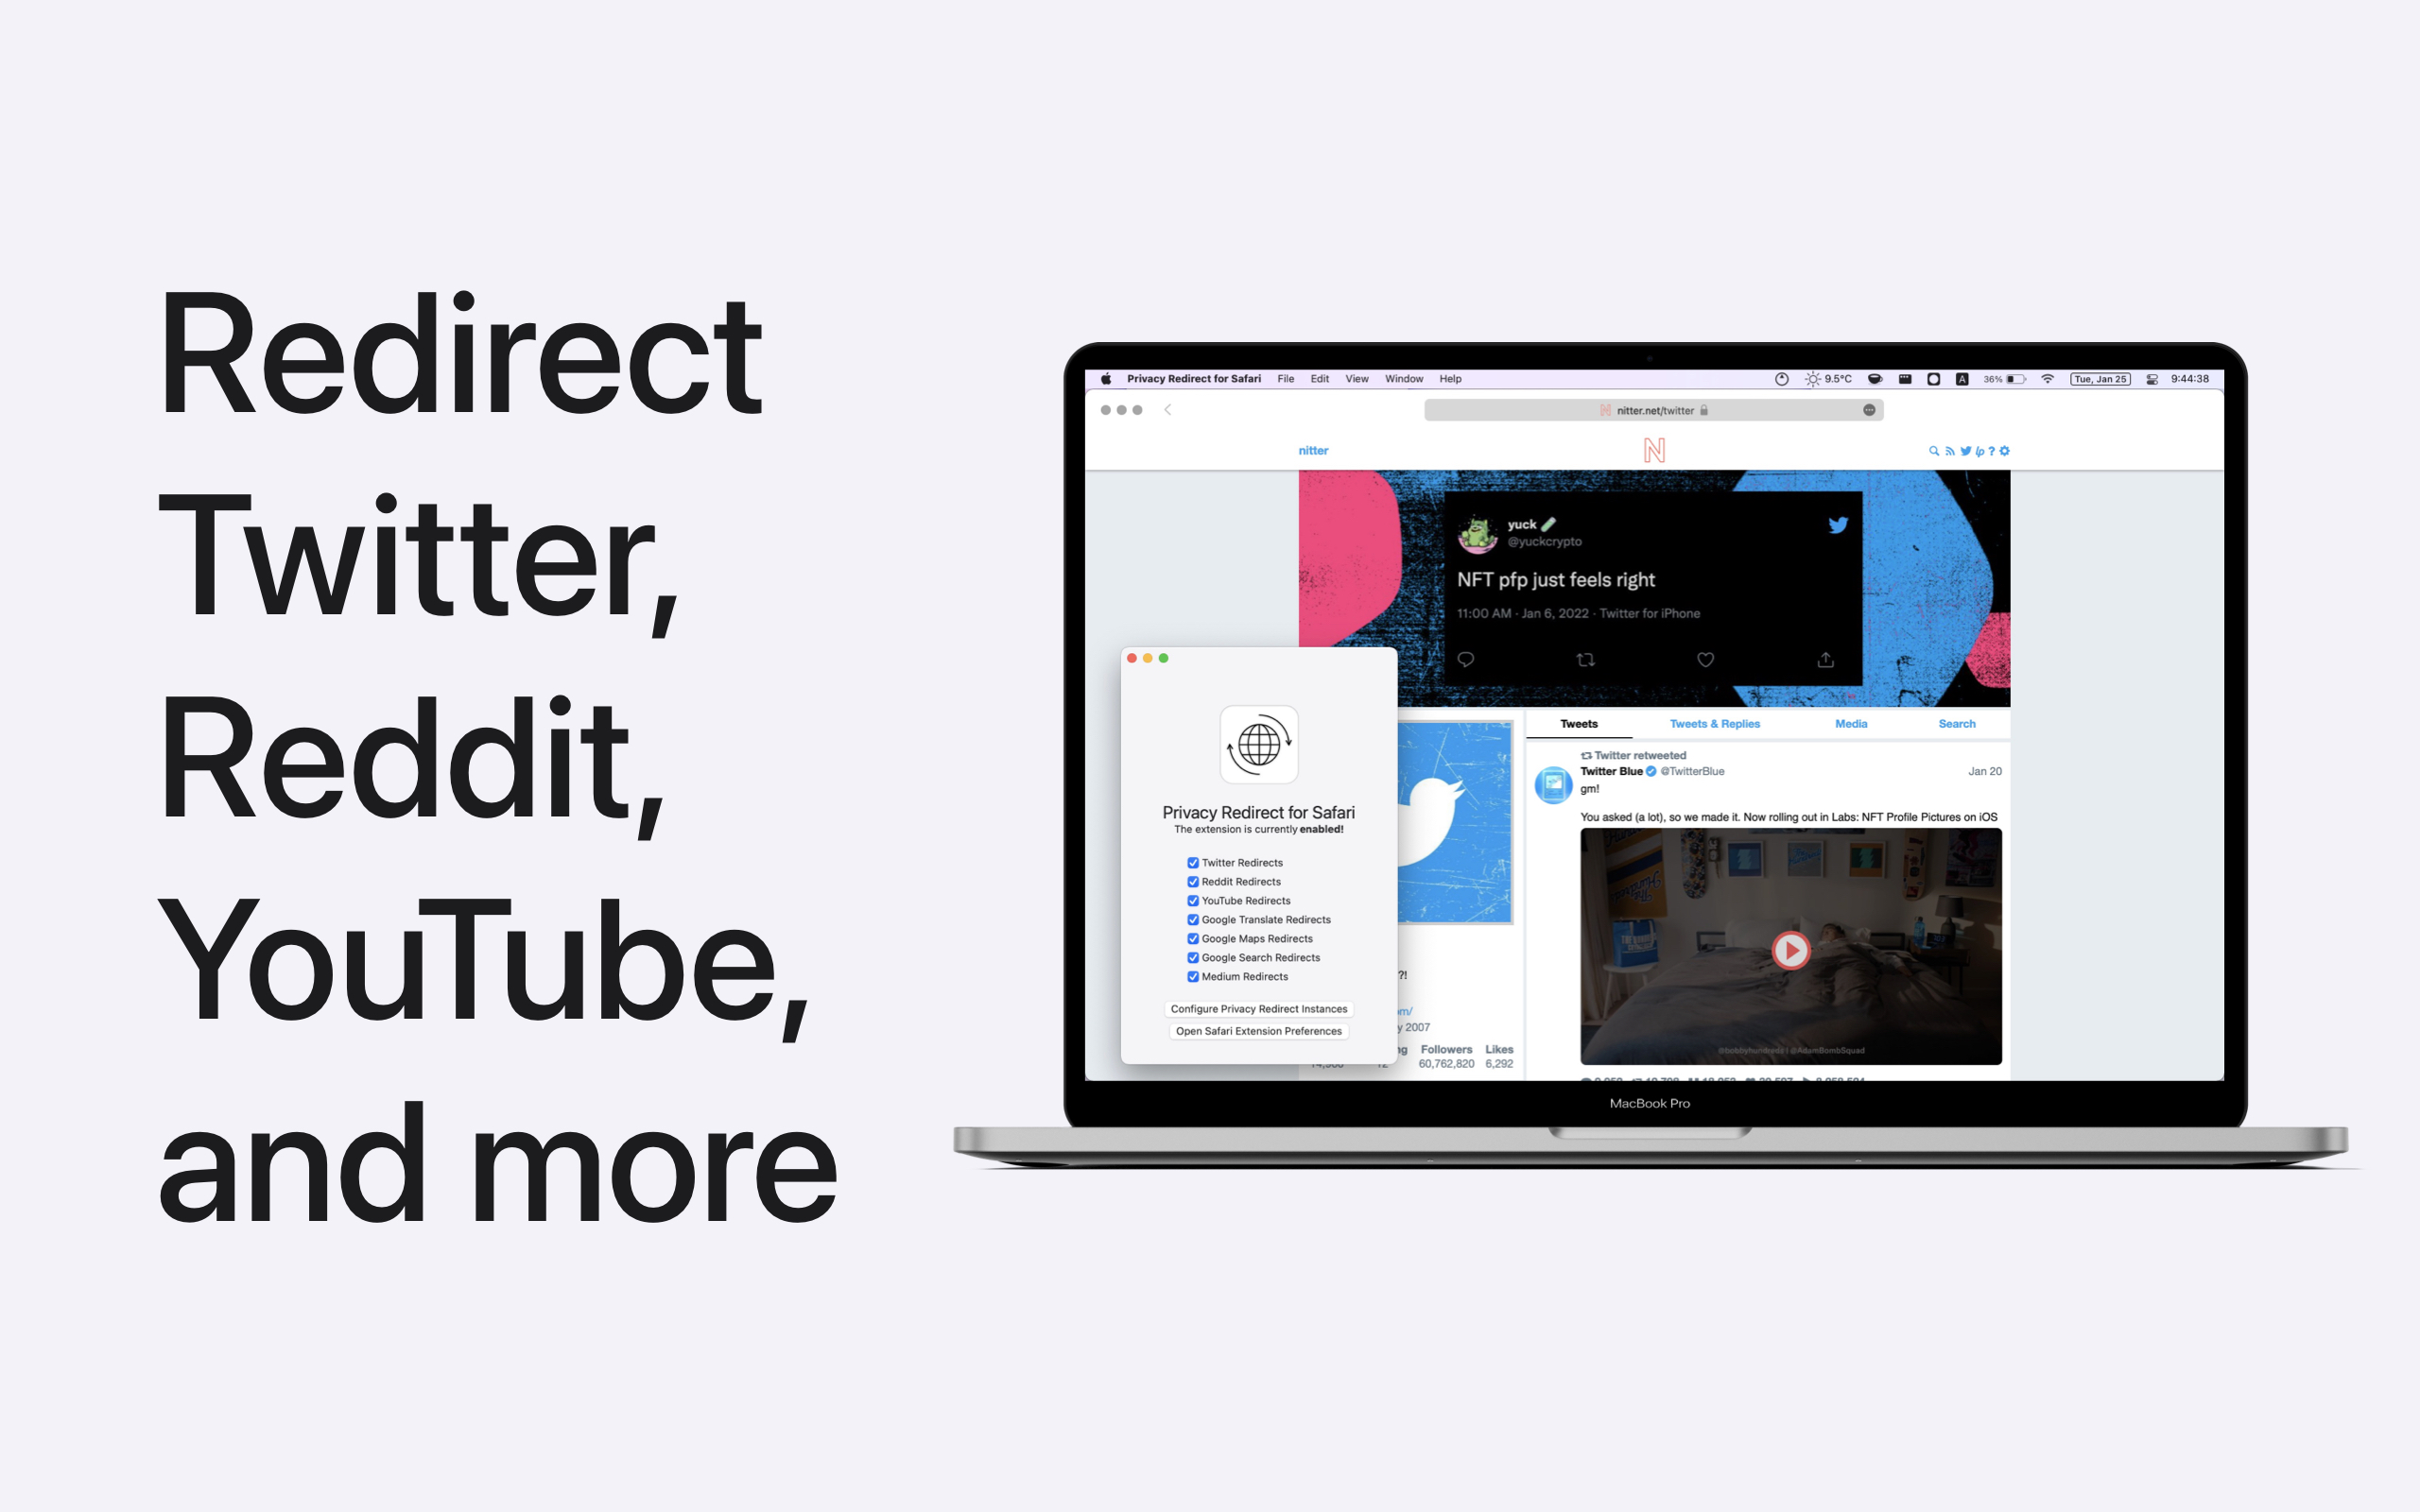 Redirect
Twitter,
Reddit,
YouTube,
and more
Privacy Redirect for Safari File Edit View Window Help 9.5°C A 36% Tue, Jan 25 9:44:38
nitter.net/twitter
nitter
N
yuck
@yuckcrypto
NFT pfp just feels right
11:00 AM · Jan 6, 2022 · Twitter for iPhone
Privacy Redirect for Safari
The extension is currently enabled!
Twitter Redirects
Reddit Redirects
YouTube Redirects
Google Translate Redirects
Google Maps Redirects
Google Search Redirects
Medium Redirects
Configure Privacy Redirect Instances
Open Safari Extension Preferences
?!
om/
y 2007
ng Followers Likes
60,762,820 6,292
Tweets Tweets & Replies Media Search
Twitter retweeted
Twitter Blue @TwitterBlue Jan 20
gm!
You asked (a lot), so we made it. Now rolling out in Labs: NFT Profile Pictures on iOS
@bobbyhundreds | @AdamBombSquad
MacBook Pro